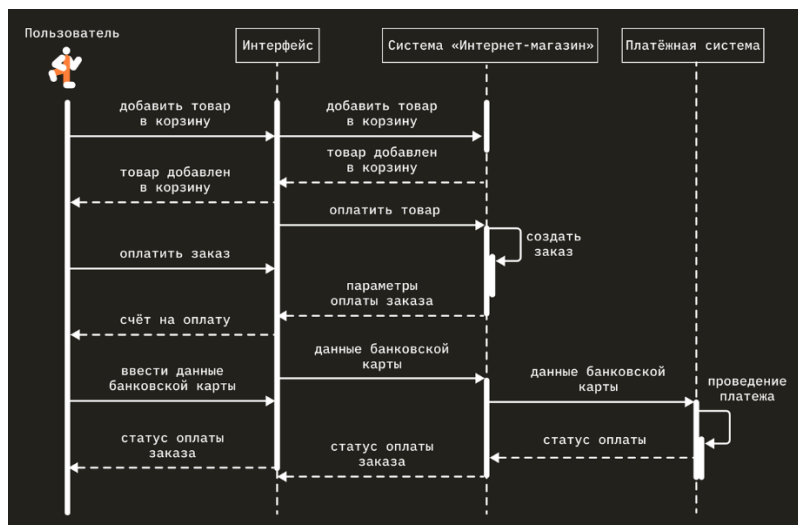 Пользователь
Интерфейс
Система «Интернет-магазин»
Платёжная система
добавить товар
в корзину
добавить товар
в корзину
товар добавлен
в корзину
товар добавлен
в корзину
оплатить товар
создать
заказ
оплатить заказ
параметры
оплаты заказа
счёт на оплату
данные банковской
карты
ввести данные
банковской карты
данные банковской
карты
проведение
платежа
статус оплаты
заказа
статус оплаты
заказа
статус оплаты